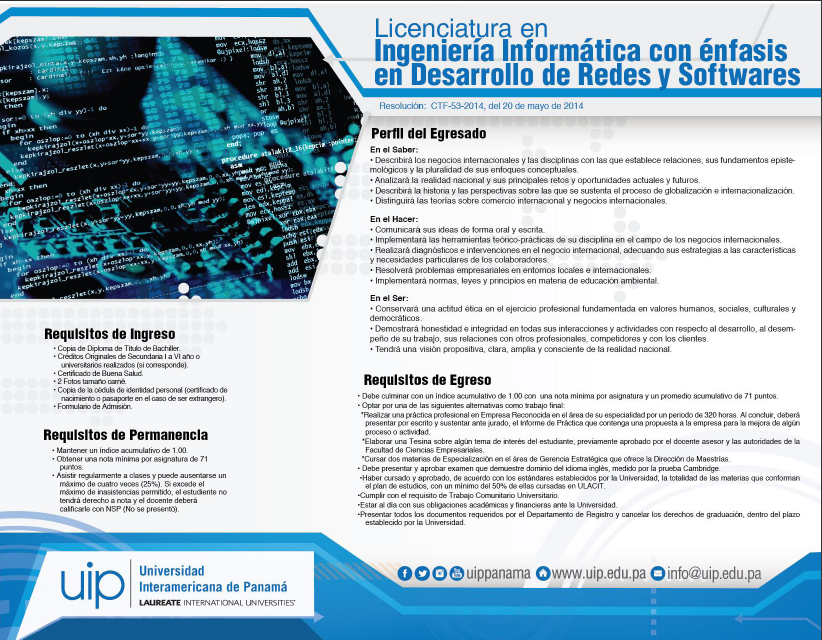 Licenciatura en
Ingeniería Informática con énfasis
en Desarrollo de Redes y Softwares
Resolución: CTF-53-2014, del 20 de mayo de 2014
Perfil del Egresado
En el Saber:
• Describirá los negocios internacionales y las disciplinas con las que establece relaciones, sus fundamentos episte-
mológicos y la pluralidad de sus enfoques conceptuales.
• Analizará la realidad nacional y sus principales retos y oportunidades actuales y futuros.
• Describirá la historia y las perspectivas sobre las que se sustenta el proceso de globalización e internacionalización.
• Distinguirá las teorías sobre comercio internacional y negocios internacionales.
En el Hacer:
• Comunicará sus ideas de forma oral y escrita.
• Implementará las herramientas teórico-prácticas de su disciplina en el campo de los negocios internacionales.
• Realizará diagnósticos e intervenciones en el negocio internacional, adecuando sus estrategias a las características
y necesidades particulares de los colaboradores.
• Resolverá problemas empresariales en entornos locales e internacionales.
• Implementará normas, leyes y principios en materia de educación ambiental.
En el Ser:
• Conservará una actitud ética en el ejercicio profesional fundamentada en valores humanos, sociales, culturales y
democráticos.
• Demostrará honestidad e integridad en todas sus interacciones y actividades con respecto al desarrollo, al desem-
peño de su trabajo, sus relaciones con otros profesionales, competidores y con los clientes.
• Tendrá una visión propositiva, clara, amplia y consciente de la realidad nacional.
Requisitos de Ingreso
• Copia de Diploma de Título de Bachiller.
• Créditos Originales de Secundaria I a VI año o
universitarios realizados (si corresponde).
• Certificado de Buena Salud.
• 2 Fotos tamaño carné.
• Copia de la cédula de identidad personal (certificado de
nacimiento o pasaporte en el caso de ser extranjero).
• Formulario de Admisión.
Requisitos de Permanencia
• Mantener un índice acumulativo de 1.00.
• Obtener una nota mínima por asignatura de 71
puntos.
• Asistir regularmente a clases y puede ausentarse un
máximo de cuatro veces (25%). Si excede el
máximo de inasistencias permitido, el estudiante no
tendrá derecho a nota y el docente deberá
calificarle con NSP (No se presentó).
Requisitos de Egreso
• Debe culminar con un índice acumulativo de 1.00 con una nota mínima por asignatura y un promedio acumulativo de 71 puntos.
• Optar por una de las siguientes alternativas como trabajo final:
*Realizar una práctica profesional en Empresa Reconocida en el área de su especialidad por un periodo de 320 horas. Al concluir, deberá
presentar por escrito y sustentar ante jurado, el Informe de Práctica que contenga una propuesta a la empresa para la mejora de algún
proceso o actividad.
*Elaborar una Tesina sobre algún tema de interés del estudiante, previamente aprobado por el docente asesor y las autoridades de la
Facultad de Ciencias Empresariales.
*Cursar dos materias de Especialización en el área de Gerencia Estratégica que ofrece la Dirección de Maestrías.
• Debe presentar y aprobar examen que demuestre dominio del idioma inglés, medido por la prueba Cambridge.
•Haber cursado y aprobado, de acuerdo con los estándares establecidos por la Universidad, la totalidad de las materias que conforman
el plan de estudios, con un mínimo del 50% de ellas cursadas en ULACIT.
•Cumplir con el requisito de Trabajo Comunitario Universitario.
•Estar al día con sus obligaciones académicas y financieras ante la Universidad.
•Presentar todos los documentos requeridos por el Departamento de Registro y cancelar los derechos de graduación, dentro del plazo
establecido por la Universidad.
uip
Universidad
Interamericana de Panamá
LAUREATE INTERNATIONAL UNIVERSITIES
uippanama www.uip.edu.pa info@uip.edu.pa